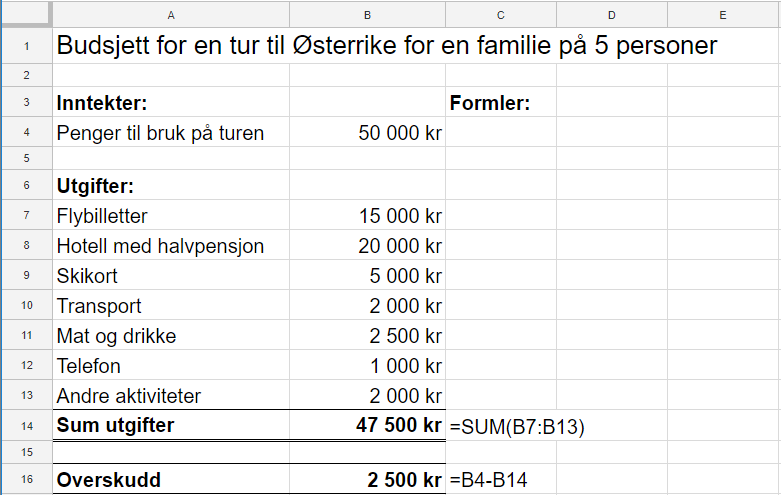 A B C D E
1 Budsjett for en tur til Østerrike for en familie på 5 personer
2
3 Inntekter: Formler:
4 Penger til bruk på turen 50 000 kr
5
6 Utgifter:
7 Flybilletter 15 000 kr
8 Hotell med halvpensjon 20 000 kr
9 Skikort 5 000 kr
10 Transport 2 000 kr
11 Mat og drikke 2 500 kr
12 Telefon 1 000 kr
13 Andre aktiviteter 2 000 kr
14 Sum utgifter 47 500 kr =SUM(B7:B13)
15
16 Overskudd 2 500 kr =B4-B14